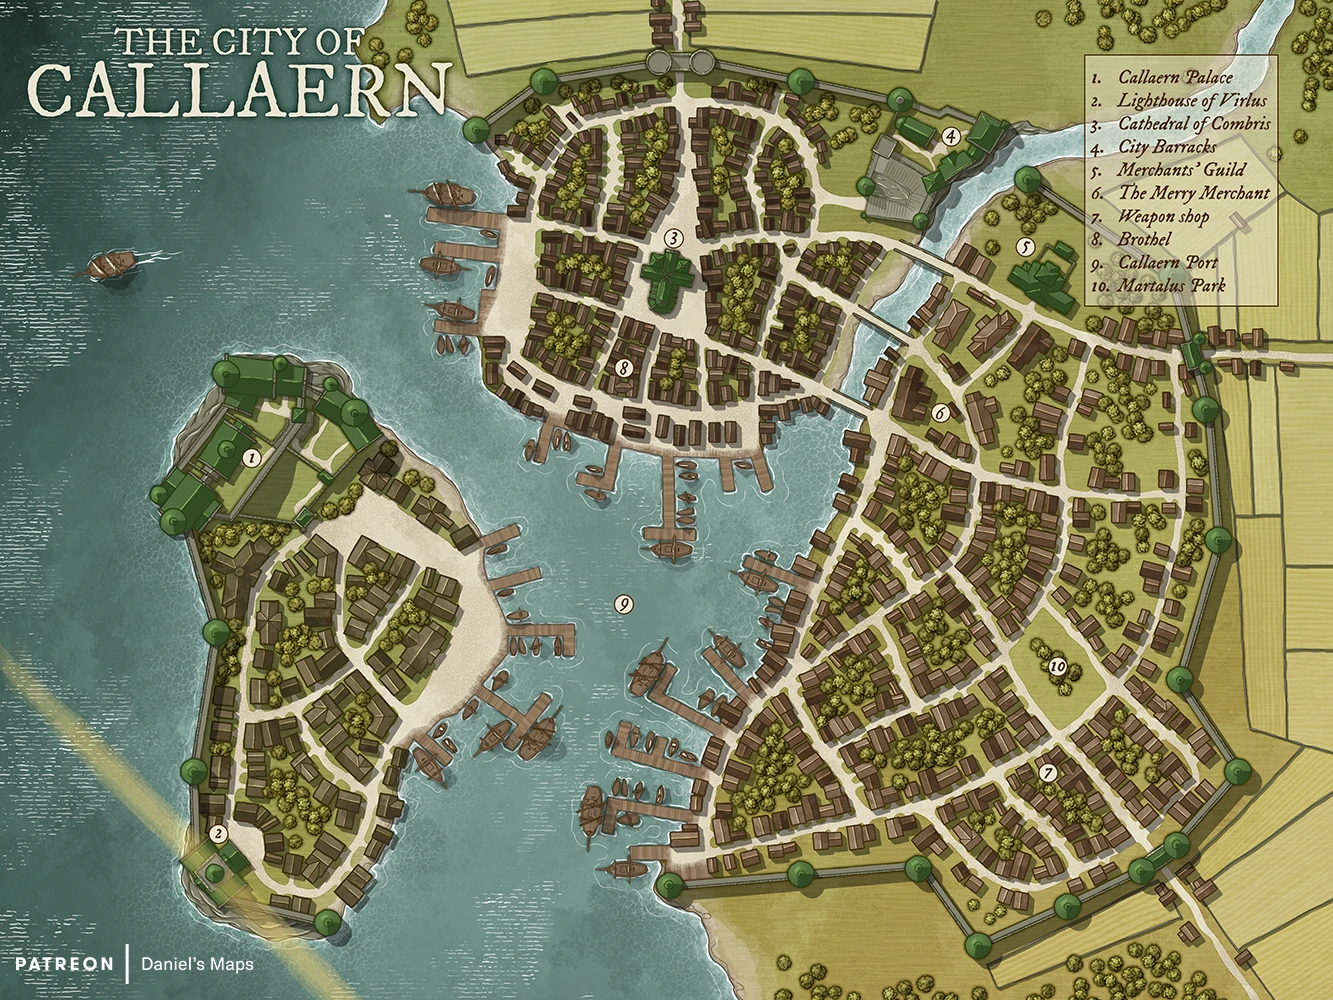 THE CITY OF
CALLAERN
1. Callaern Palace
2. Lighthouse of Virlus
3. Cathedral of Combris
4. City Barracks
5. Merchants' Guild
6. The Merry Merchant
7. Weapon shop
8. Brothel
9. Callaern Port
10. Martalus Park
4
3
5
8
6
1
9
10
7
2
PATREON | Daniel's Maps